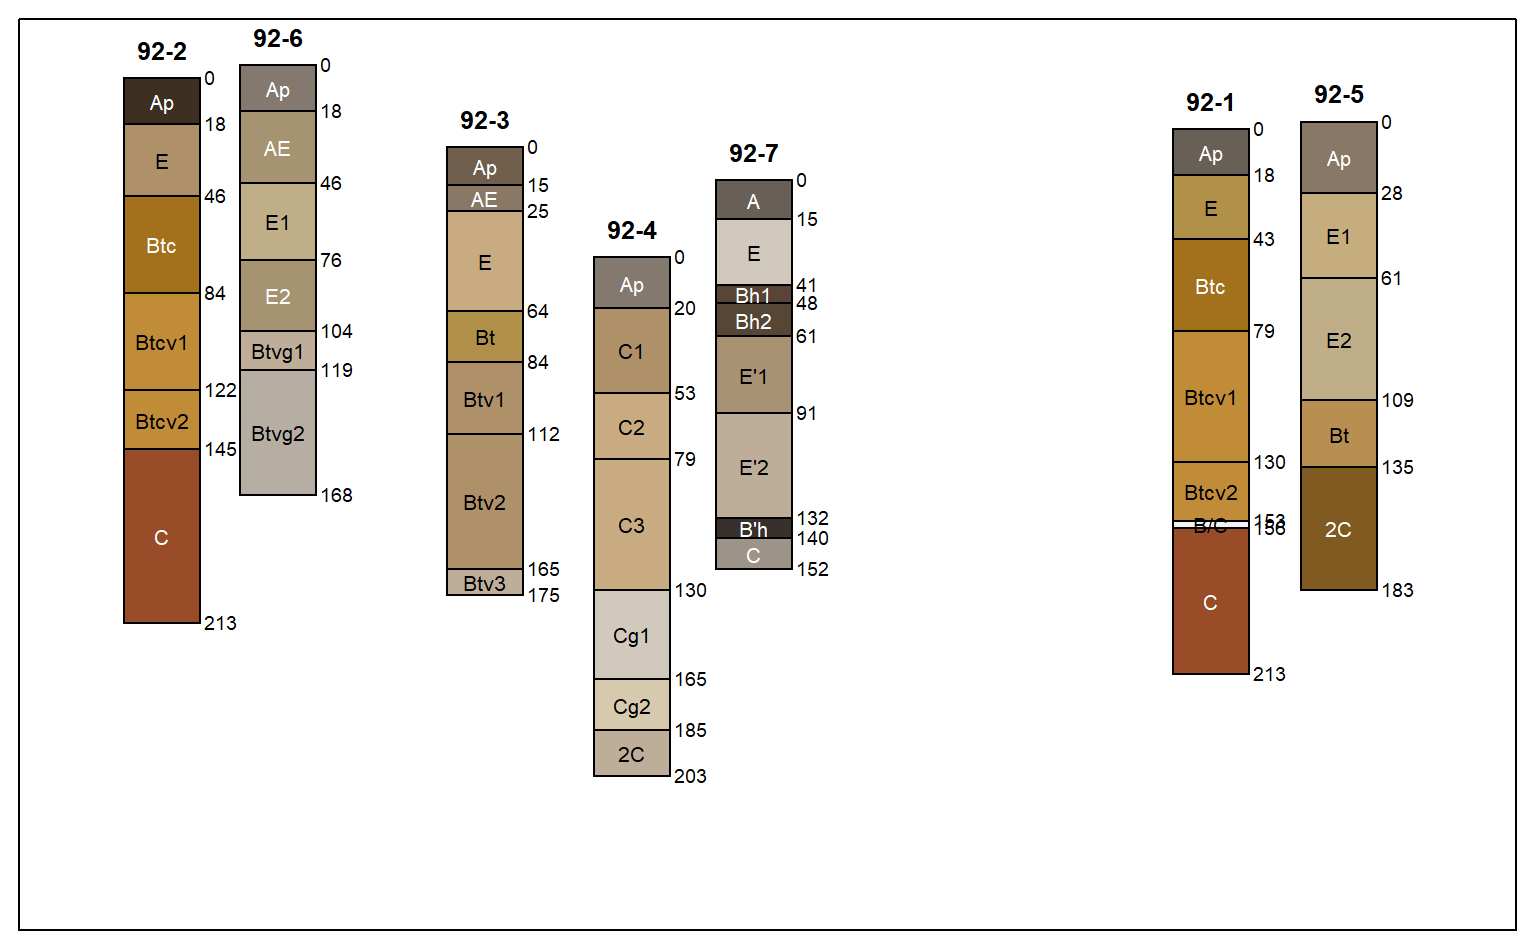 92-2
0
Ap
18
E
46
Btc
84
Btcv1
122
Btcv2
145
C
213
92-6
0
Ap
18
AE
46
E1
76
E2
104
Btvg1
119
Btvg2
168
92-3
0
Ap
15
AE
25
E
64
Bt
84
Btv1
112
Btv2
165
Btv3
175
92-4
0
Ap
20
C1
53
C2
79
C3
130
Cg1
165
Cg2
185
2C
203
92-7
0
A
15
E
41
Bh1
48
Bh2
61
E'1
91
E'2
132
B'h
140
C
152
92-1
0
Ap
18
E
43
Btc
79
Btcv1
130
Btcv2
153
B/C
156
C
213
92-5
0
Ap
28
E1
61
E2
109
Bt
135
2C
183